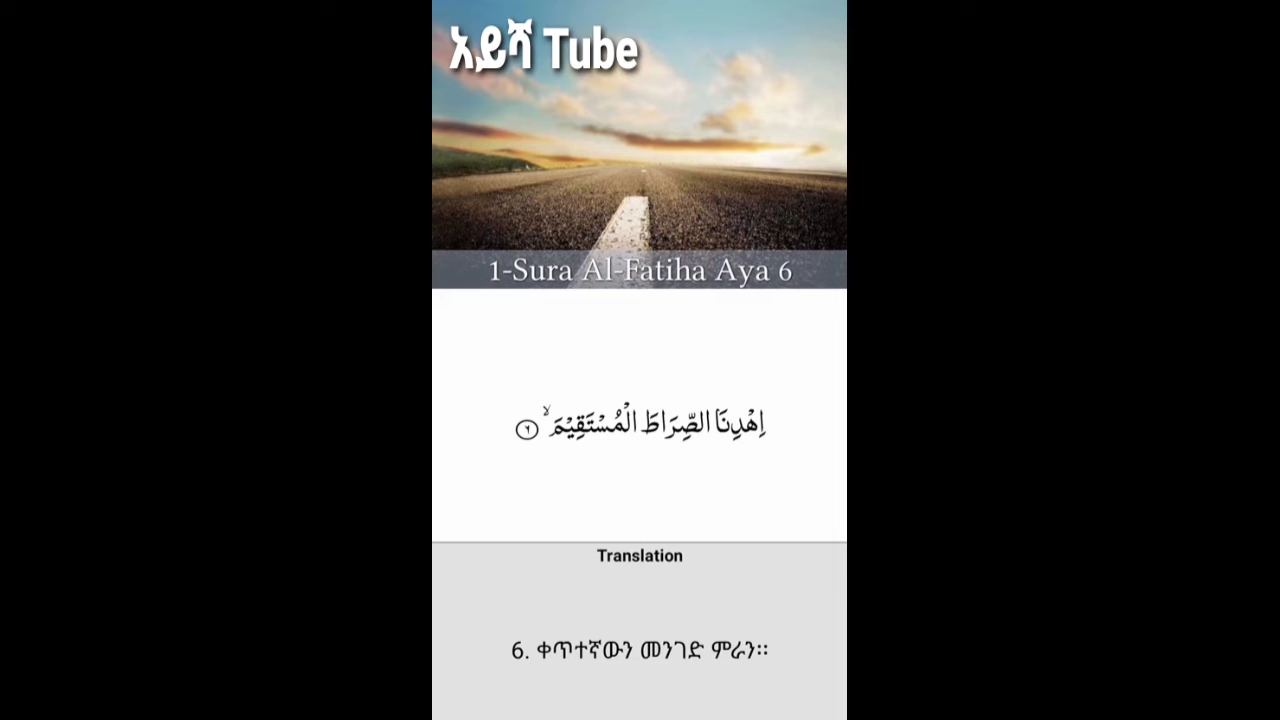 አይሻ Tube
1-Sura Al-Fatiha Aya 6
اِهْدِنَا الصِّرَاطَ الْمُسْتَقِيْمَ ۙ ۝٦
Translation
6. ቀጥተኛውን መንገድ ምራን፡፡